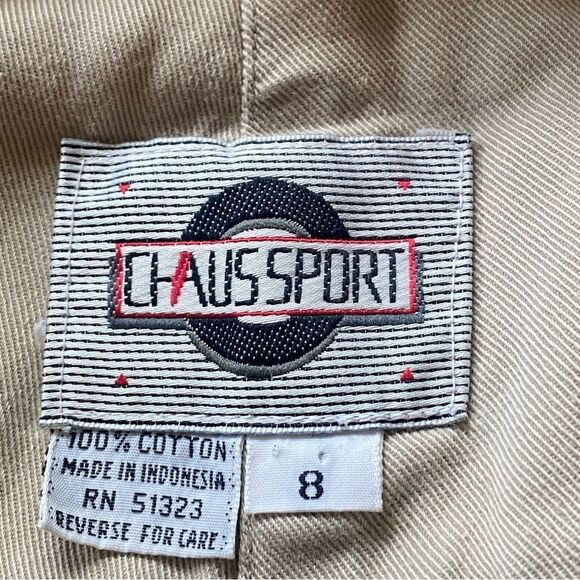 CHAUS SPORT
100% COTTON
MADE IN INDONESIA
RN 51323
REVERSE FOR CARE
8